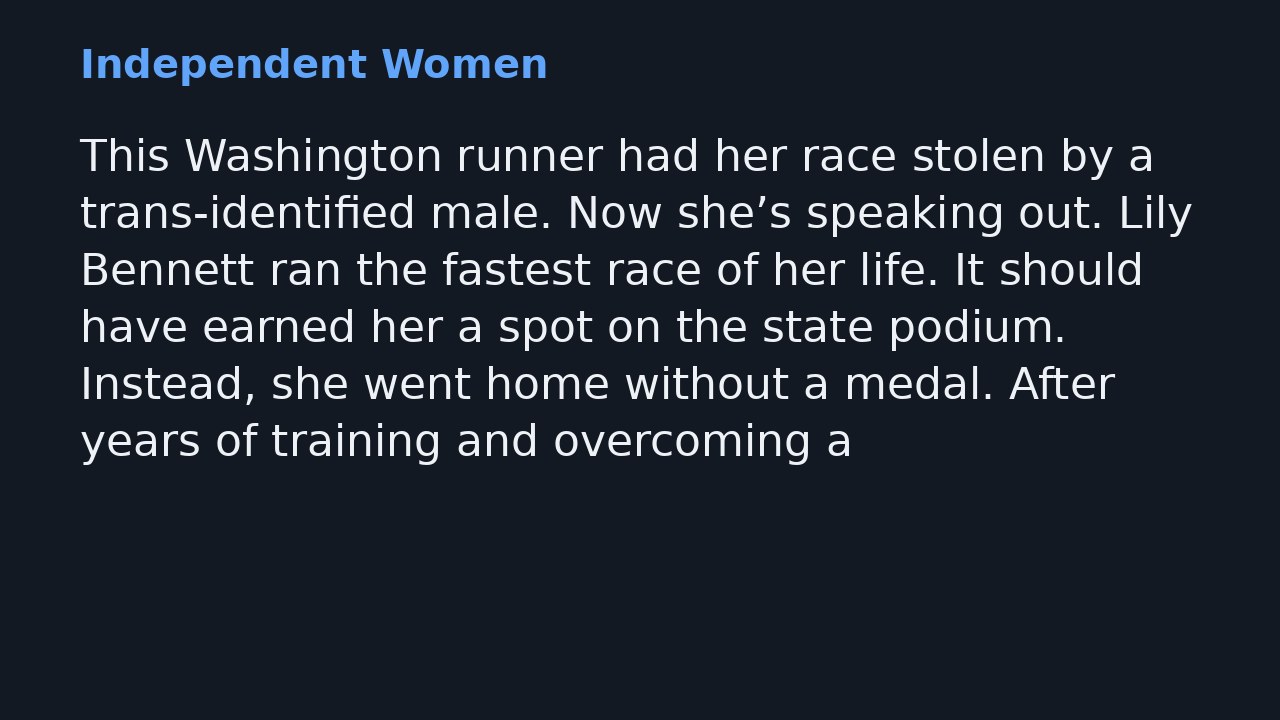 Independent Women
This Washington runner had her race stolen by a
trans-identified male. Now she’s speaking out. Lily
Bennett ran the fastest race of her life. It should
have earned her a spot on the state podium.
Instead, she went home without a medal. After
years of training and overcoming a